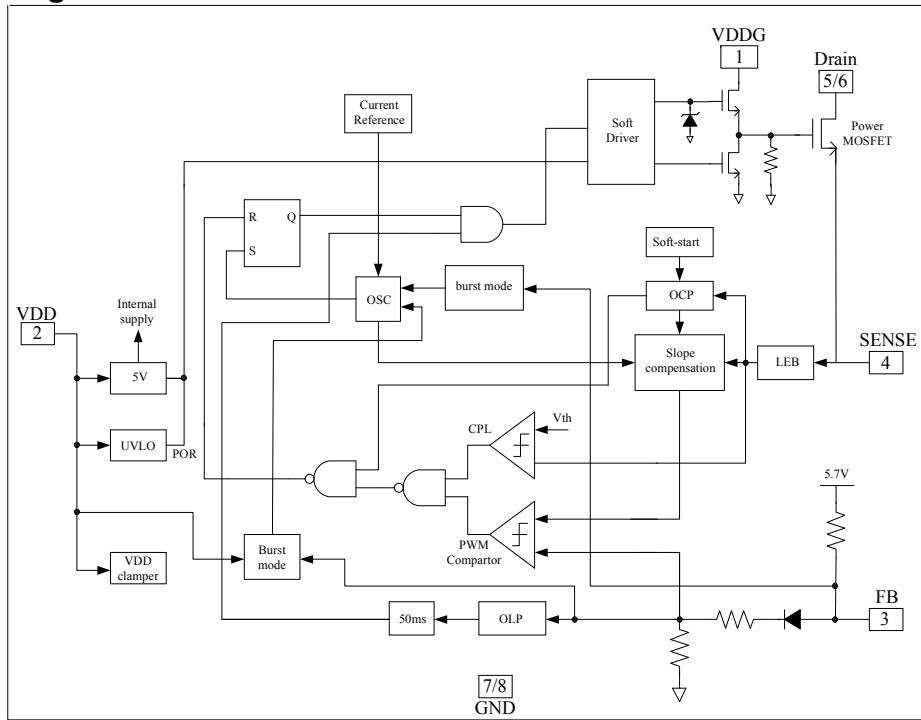 VDDG
1
Drain
5/6
Power
MOSFET
Current
Reference
Soft
Driver
R
Q
S
Soft-start
OSC
burst mode
OCP
Internal
supply
VDD
2
5V
Slope
compensation
LEB
SENSE
4
UVLO
POR
CPL
Vth
5.7V
PWM
Compartor
Burst
mode
VDD
clamper
50ms
OLP
FB
3
7/8
GND